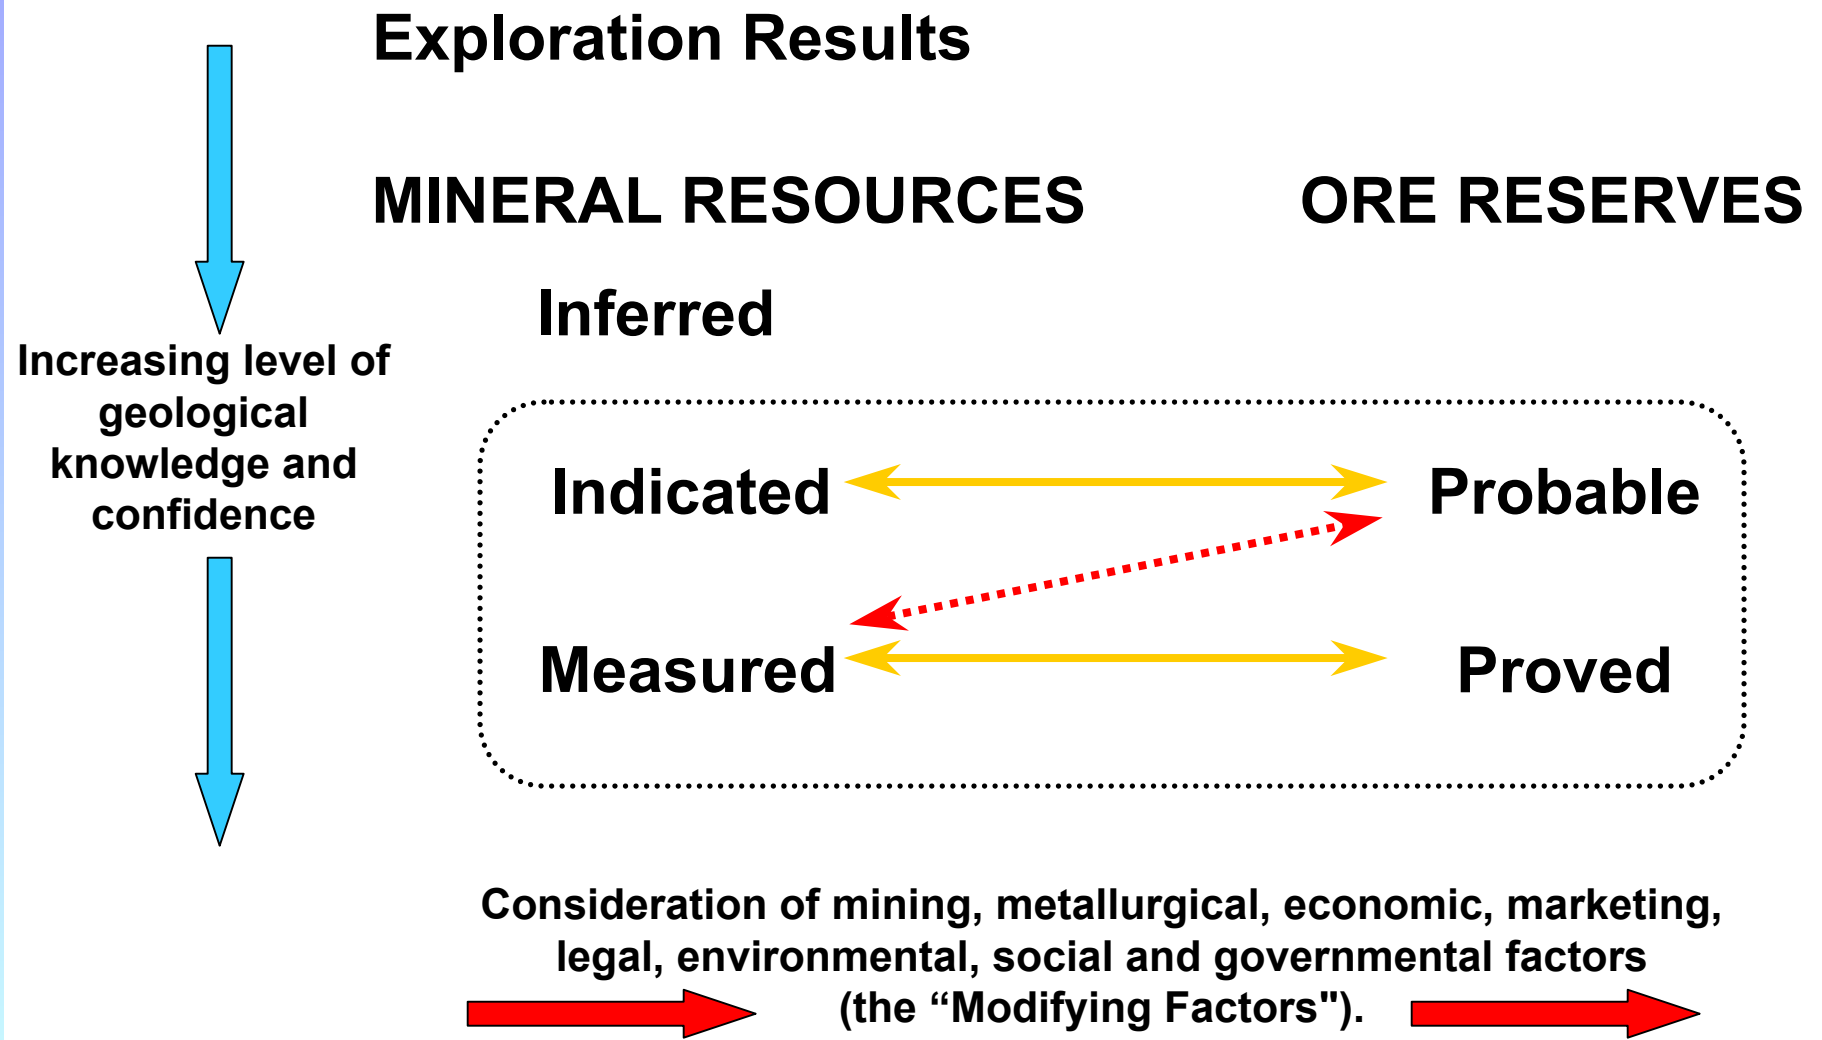 Exploration Results
MINERAL RESOURCES
ORE RESERVES
Inferred
Increasing level of
geological
knowledge and
confidence
Indicated
Probable
Measured
Proved
Consideration of mining, metallurgical, economic, marketing,
legal, environmental, social and governmental factors
(the “Modifying Factors").